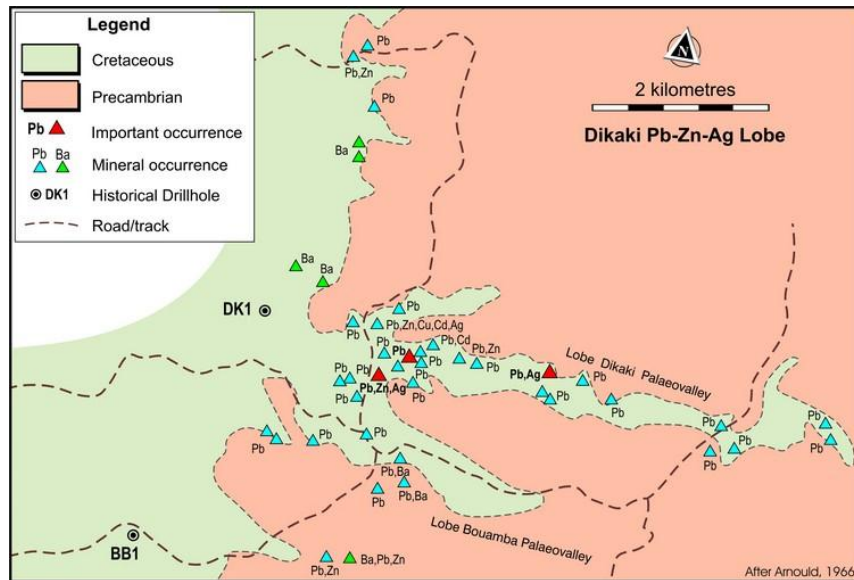 Legend
Cretaceous
Precambrian
Pb Important occurrence
Pb Ba
Mineral occurrence
DK1 Historical Drillhole
Road/track
N
2 kilometres
Dikaki Pb-Zn-Ag Lobe
Pb
Pb,Zn
Pb
Ba
Ba
Ba
DK1
Pb
Pb
Pb,Zn,Cu,Cd,Ag
Pb,Cd
Pb
Pb
Pb,Zn
Pb
Pb
Lobe Dikaki Palaeovalley
Pb
Pb
Pb
Pb,Ag
Pb
Pb,Zn,Ag
Pb
Pb
Pb
Pb
Pb
Pb
Pb
Pb
Pb
Pb
Pb,Ba
Pb
Pb,Ba
Lobe Bouamba Palaeovalley
BB1
Ba,Pb,Zn
Pb,Zn
After Arnould, 1966